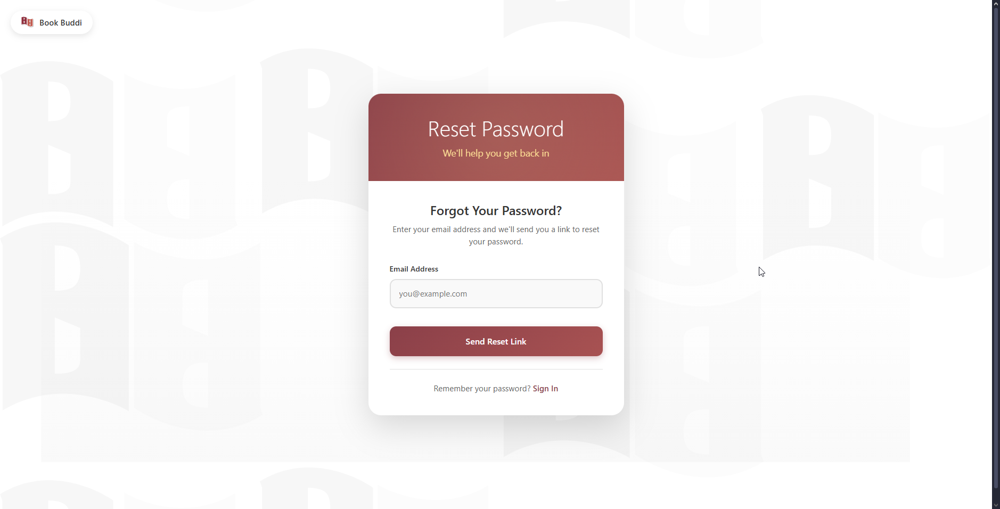 Book Buddi
Reset Password
We'll help you get back in
Forgot Your Password?
Enter your email address and we'll send you a link to reset
your password.
Email Address
you@example.com
Send Reset Link
Remember your password? Sign In